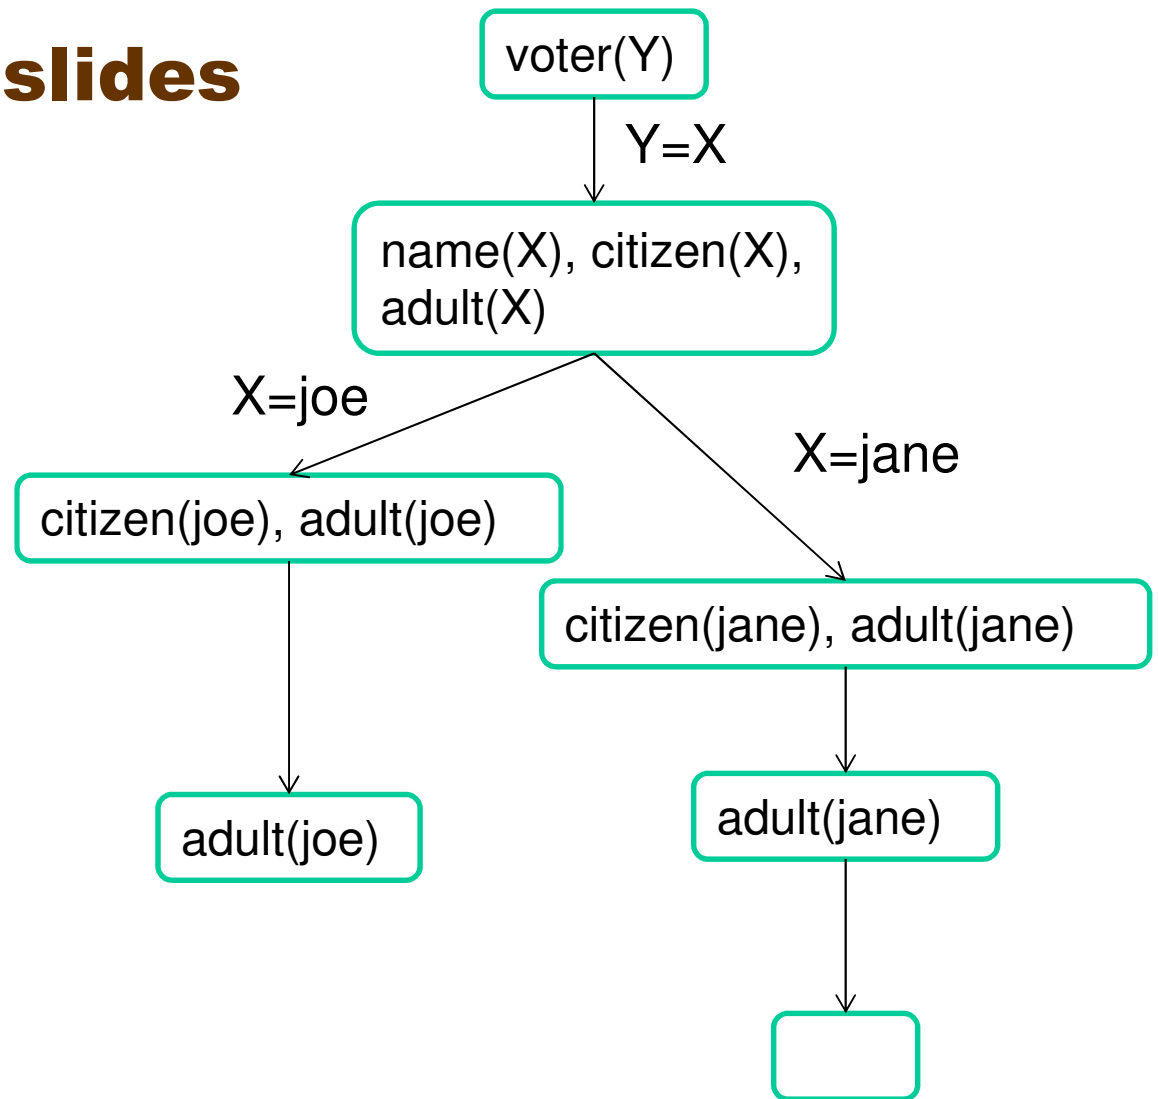 slides
voter(Y)
Y=X
name(X), citizen(X),
adult(X)
X=joe
X=jane
citizen(joe), adult(joe)
citizen(jane), adult(jane)
adult(joe)
adult(jane)